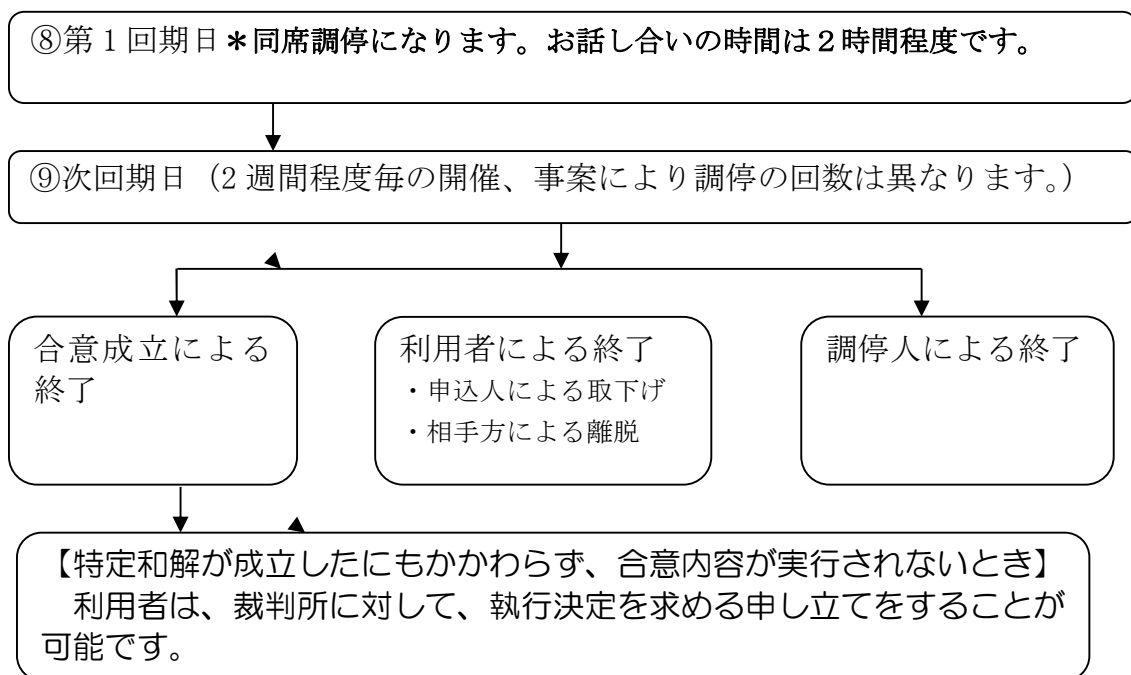 ⑧第１回期日＊同席調停になります。お話し合いの時間は２時間程度です。
⑨次回期日（2 週間程度毎の開催、事案により調停の回数は異なります。）
合意成立による
終了
利用者による終了
・申込人による取下げ
・相手方による離脱
調停人による終了
【特定和解が成立したにもかかわらず、合意内容が実行されないとき】
利用者は、裁判所に対して、執行決定を求める申し立てをすることが
可能です。